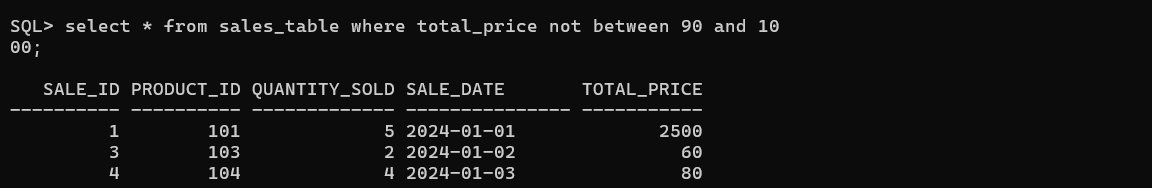 SQL> select * from sales_table where total_price not between 90 and 10
00;
SALE_ID PRODUCT_ID QUANTITY_SOLD SALE_DATE TOTAL_PRICE
---------- ---------- ------------- --------------- -----------
1 101 5 2024-01-01 2500
3 103 2 2024-01-02 60
4 104 4 2024-01-03 80